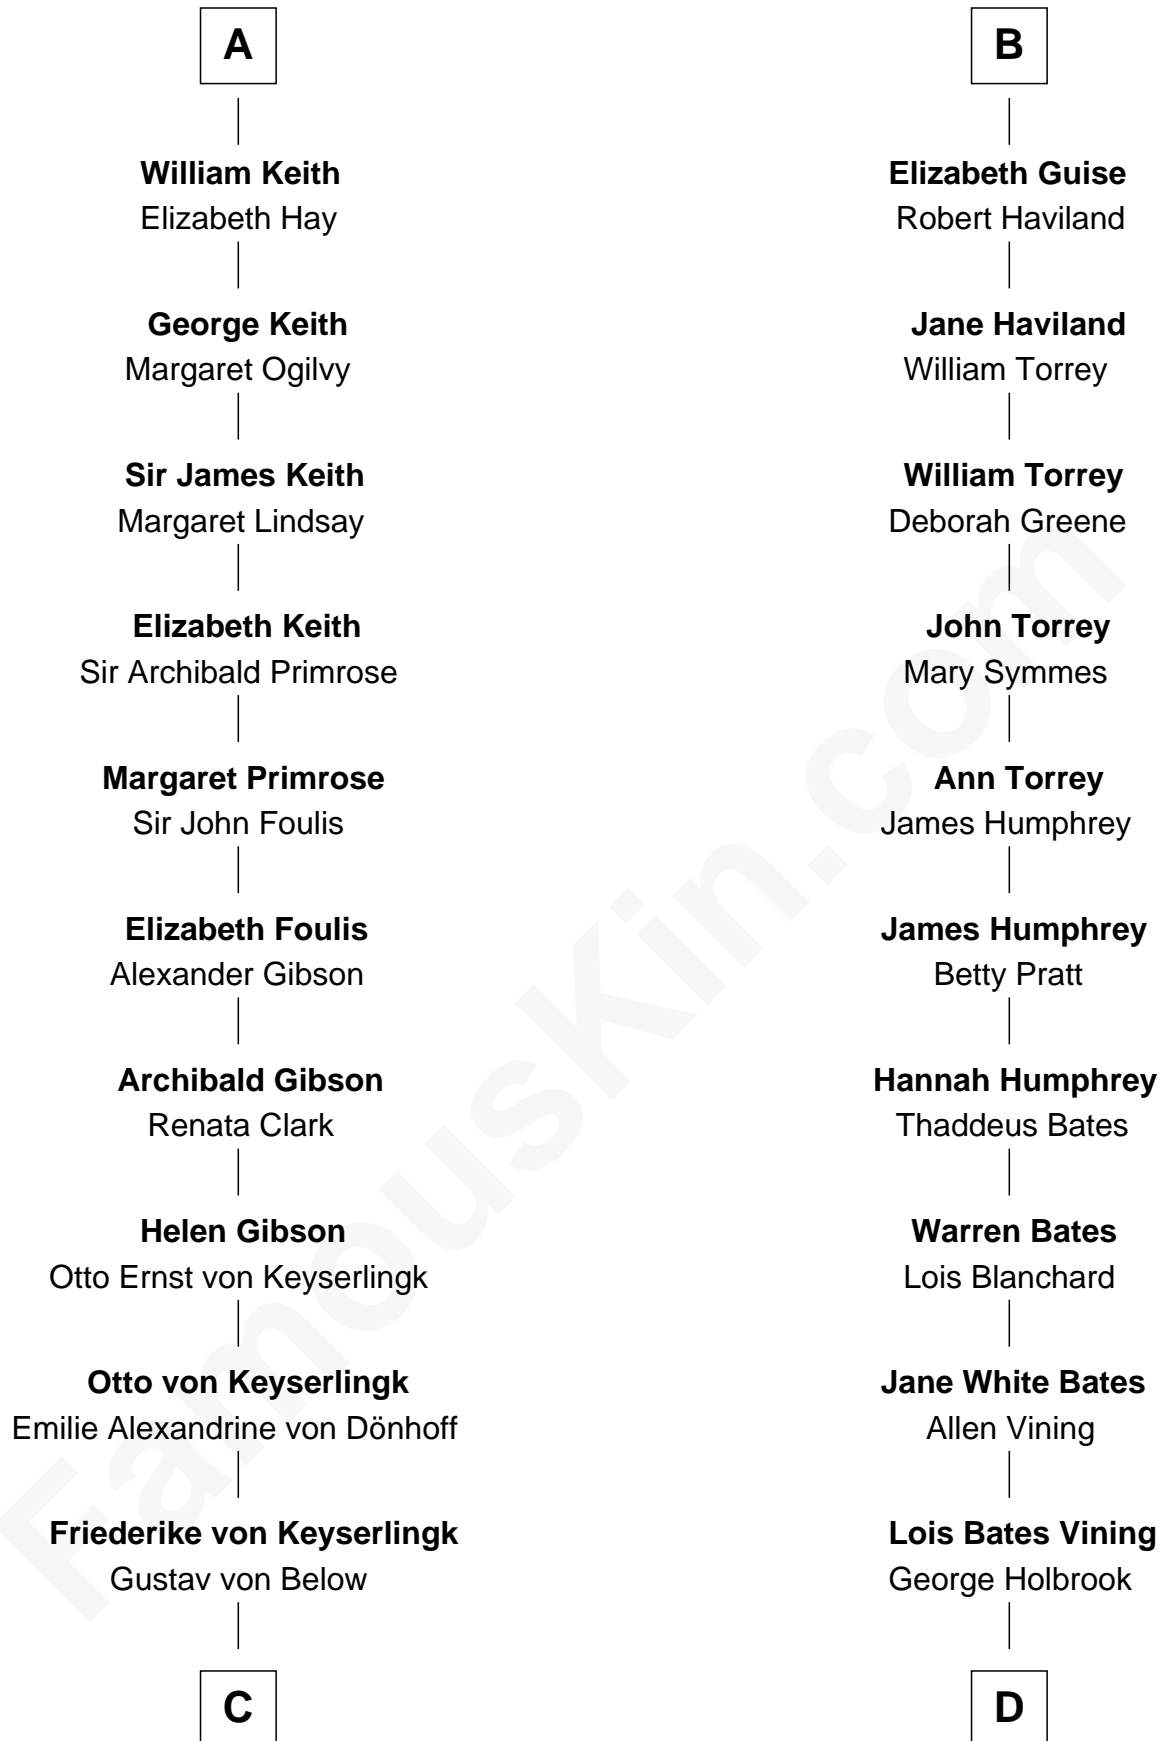 A
William Keith
Elizabeth Hay
George Keith
Margaret Ogilvy
Sir James Keith
Margaret Lindsay
Elizabeth Keith
Sir Archibald Primrose
Margaret Primrose
Sir John Foulis
Elizabeth Foulis
Alexander Gibson
Archibald Gibson
Renata Clark
Helen Gibson
Otto Ernst von Keyserlingk
Otto von Keyserlingk
Emilie Alexandrine von Dönhoff
Friederike von Keyserlingk
Gustav von Below
C
B
Elizabeth Guise
Robert Haviland
Jane Haviland
William Torrey
William Torrey
Deborah Greene
John Torrey
Mary Symmes
Ann Torrey
James Humphrey
James Humphrey
Betty Pratt
Hannah Humphrey
Thaddeus Bates
Warren Bates
Lois Blanchard
Jane White Bates
Allen Vining
Lois Bates Vining
George Holbrook
D
FamousKin.com